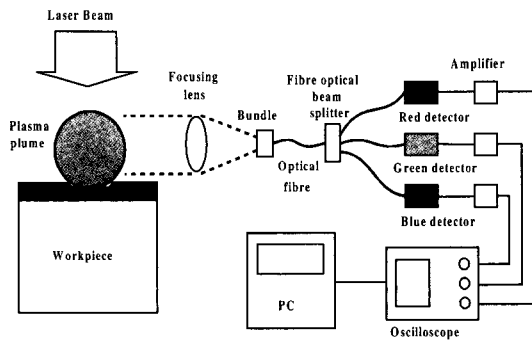 Laser Beam
Focusing
lens
Plasma
plume
Bundle
Fibre optical
beam
splitter
Optical
fibre
Amplifier
Red detector
Green detector
Blue detector
Workpiece
PC
Oscilloscope